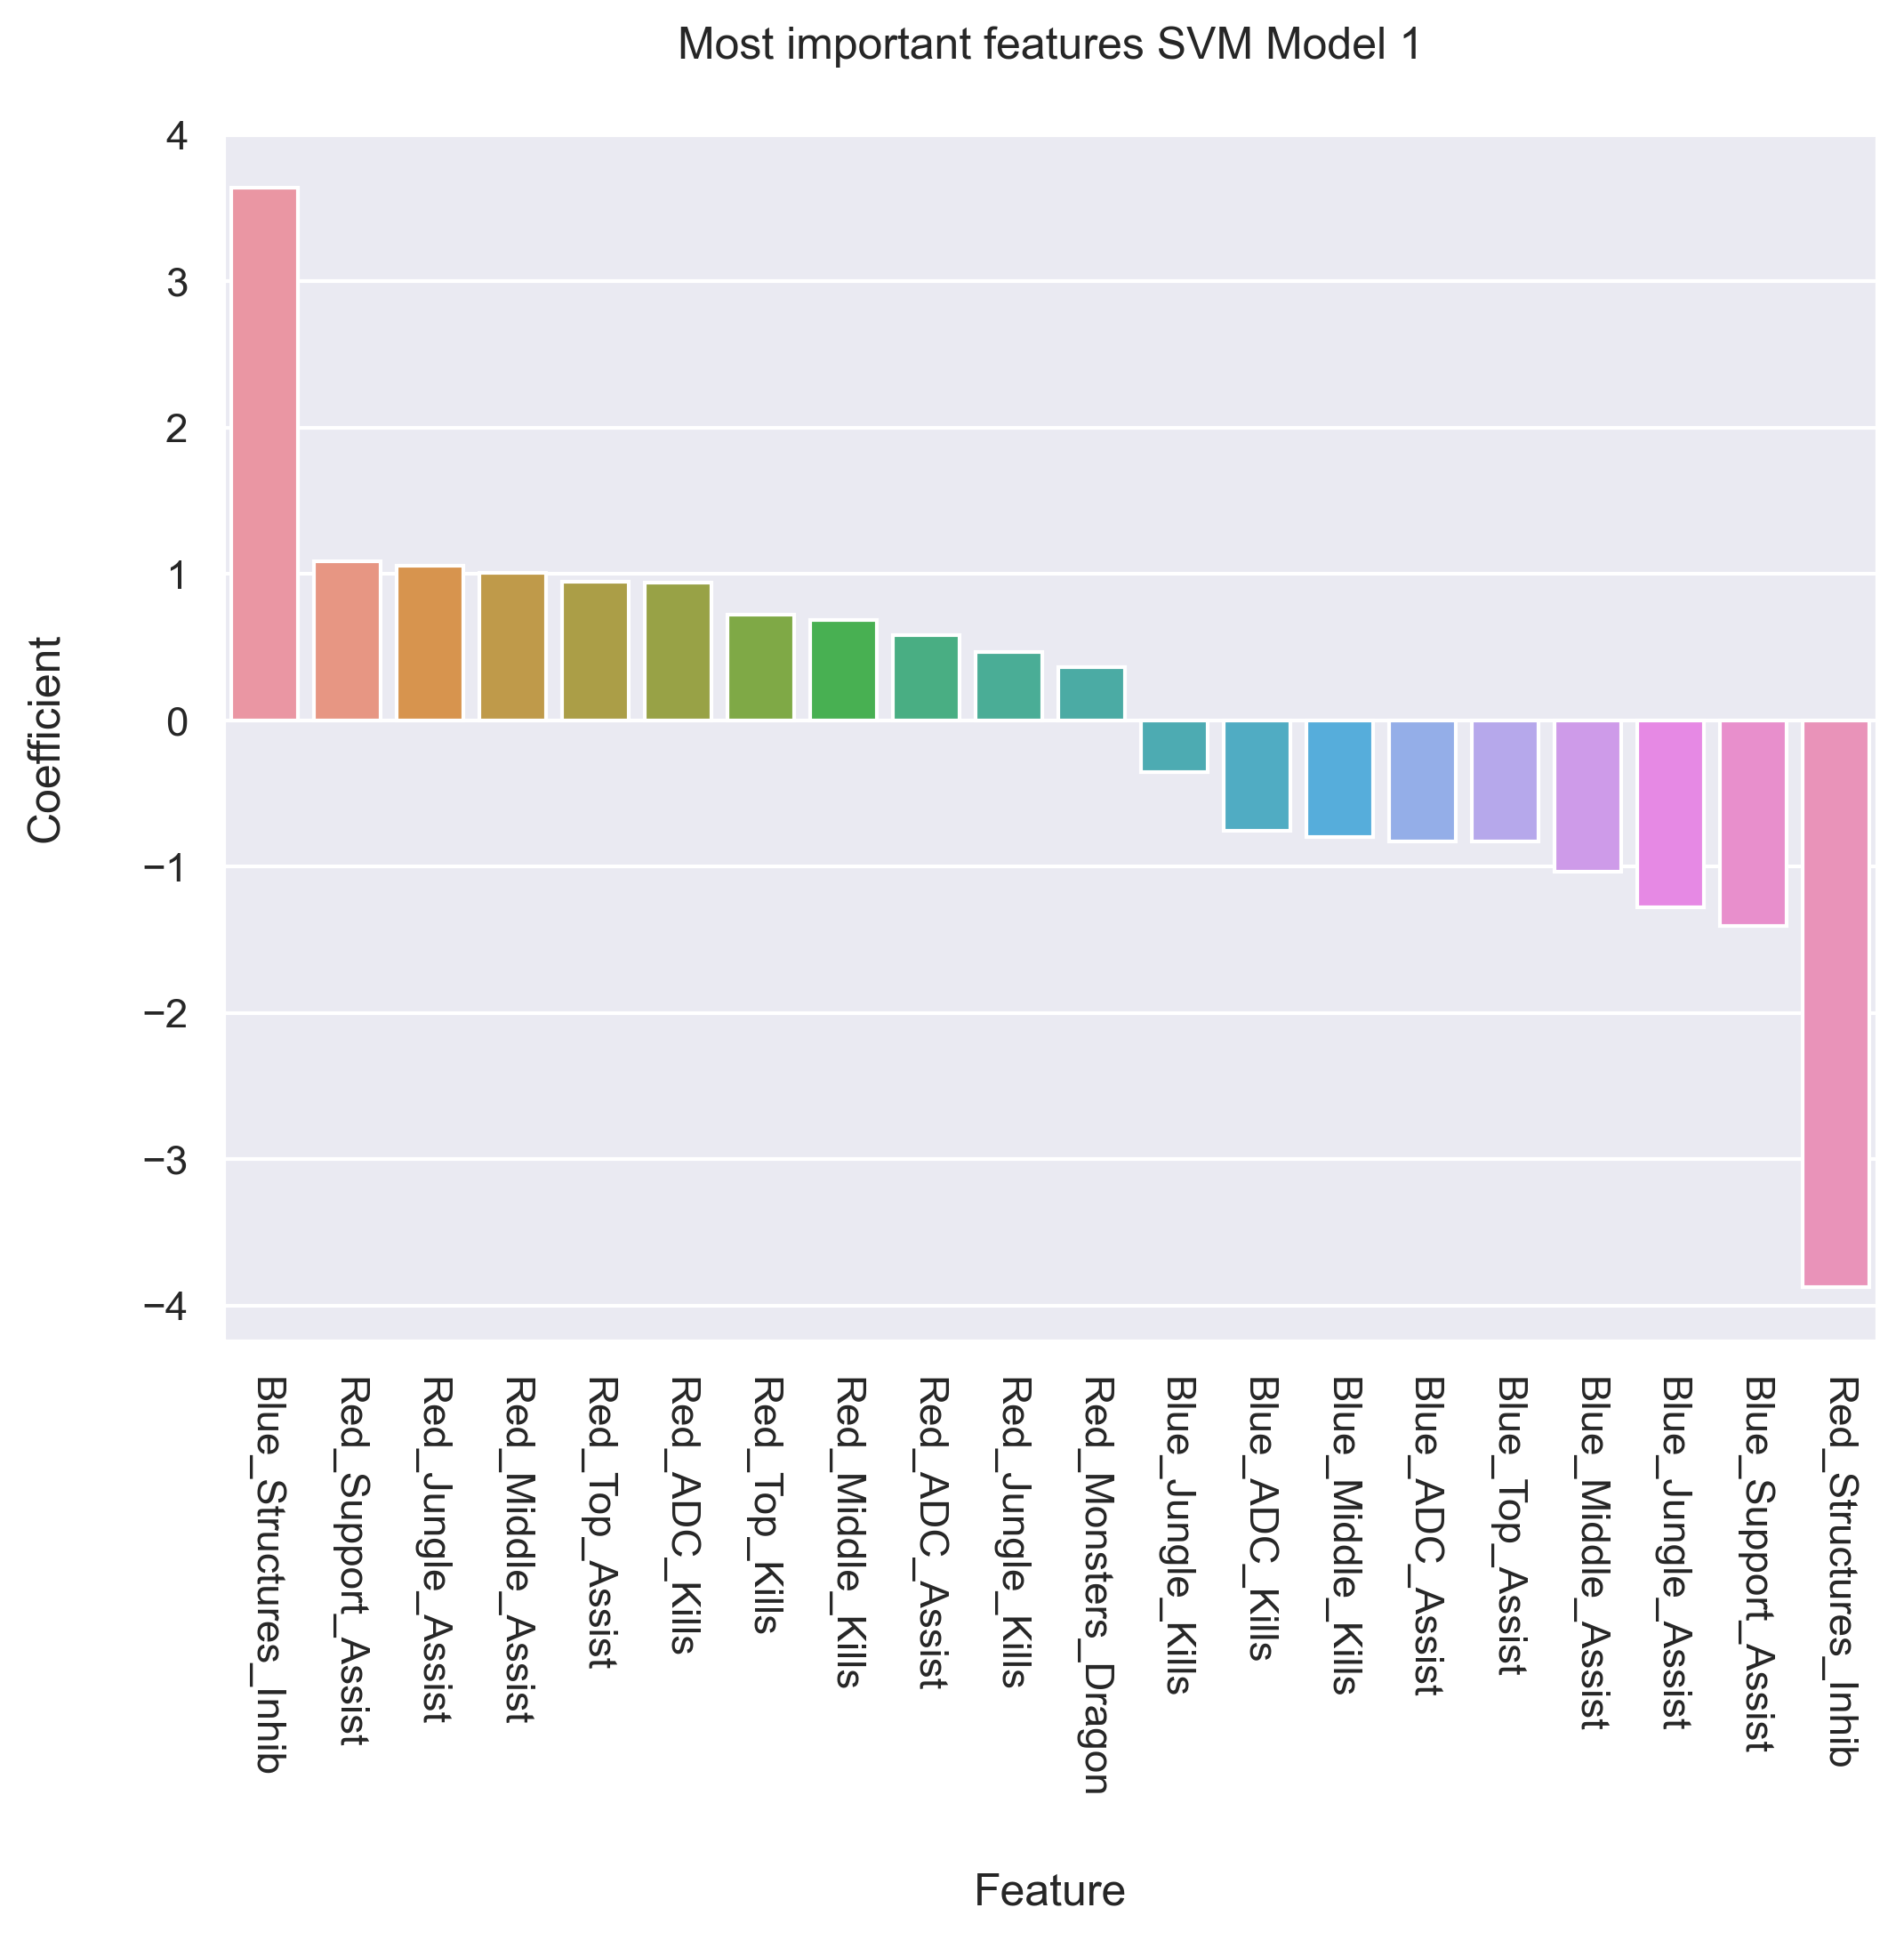 Most important features SVM Model 1
4
3
2
1
0
−1
−2
−3
−4
Coefficient
Blue_Structures_Inhib
Red_Support_Assist
Red_Jungle_Assist
Red_Middle_Assist
Red_Top_Assist
Red_ADC_Kills
Red_Top_Kills
Red_Middle_Kills
Red_ADC_Assist
Red_Jungle_Kills
Red_Monsters_Dragon
Blue_Jungle_Kills
Blue_ADC_Kills
Blue_Middle_Kills
Blue_ADC_Assist
Blue_Top_Assist
Blue_Middle_Assist
Blue_Jungle_Assist
Blue_Support_Assist
Red_Structures_Inhib
Feature